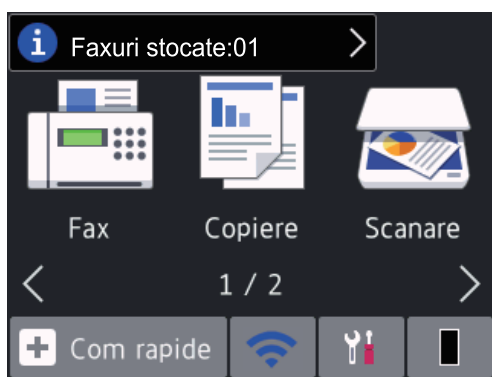 Faxuri stocate:01
Fax
Copiere
Scanare
1 / 2
Com rapide